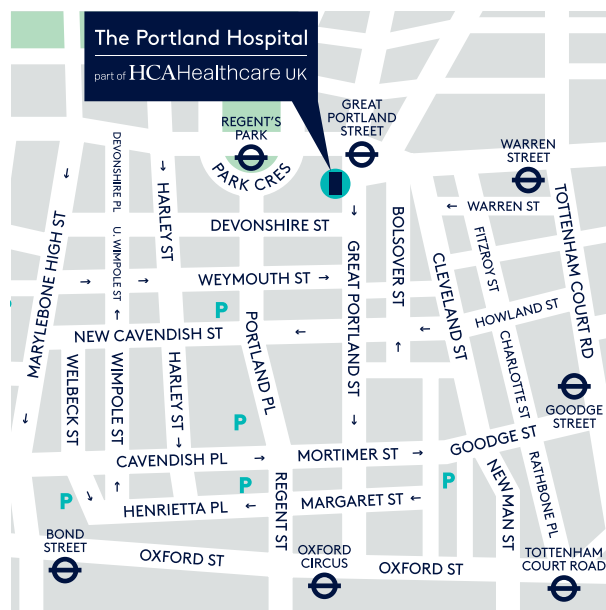 The Portland Hospital
part of HCAHealthcare UK
GREAT
PORTLAND
STREET
REGENT'S
PARK
PARK CRES
WARREN
STREET
DEVONSHIRE PL
HARLEY ST
WARREN ST
TOTTENHAM COURT RD
DEVONSHIRE ST
BOLSOVER ST
MARYLEBONE HIGH ST
U. WIMPOLE ST
FITZROY ST
CLEVELAND ST
GREAT PORTLAND ST
WEYMOUTH ST
P
HOWLAND ST
NEW CAVENDISH ST
PORTLAND PL
CHARLOTTE ST
WELBECK ST
WIMPOLE ST
HARLEY ST
GOODGE
STREET
P
GOODGE ST
CAVENDISH PL
MORTIMER ST
RATHBONE PL
NEWMAN ST
P
P
P
REGENT ST
MARGARET ST
HENRIETTA PL
BOND
STREET
OXFORD ST
OXFORD
CIRCUS
OXFORD ST
TOTTENHAM
COURT ROAD